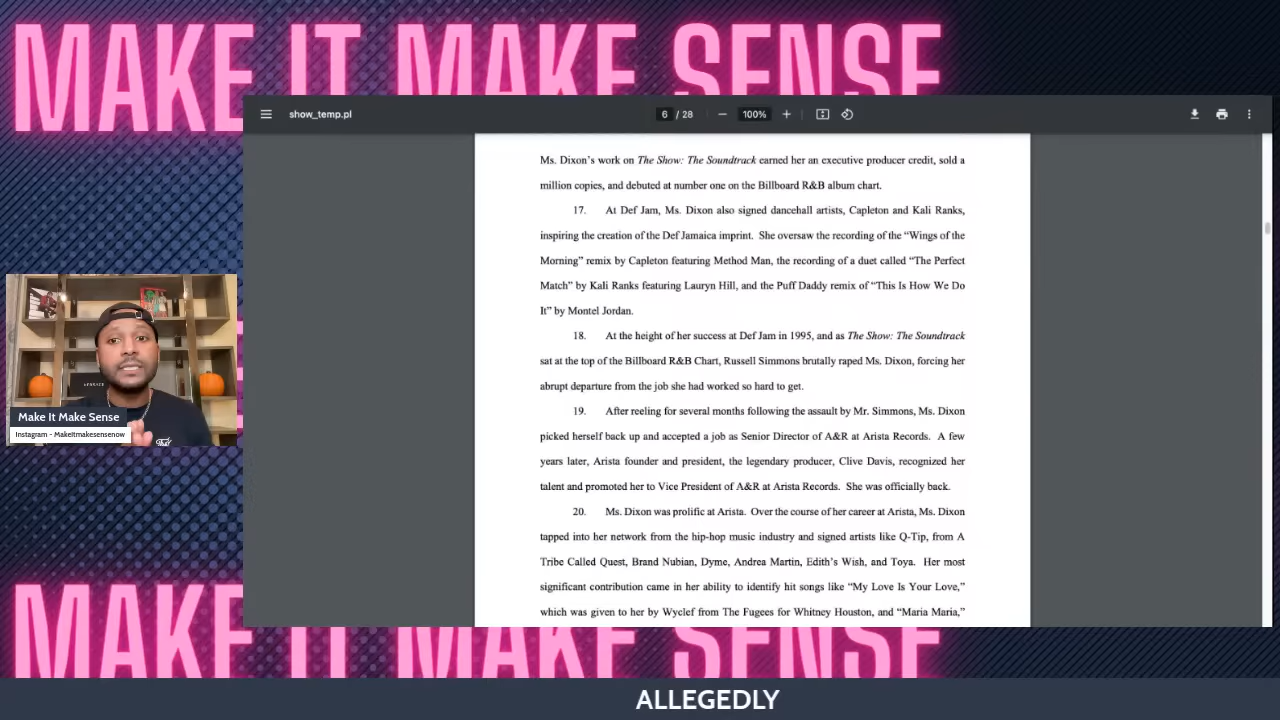 MAKE IT MAKE SENSE
show_temp.pl
6 / 28
100%
Ms. Dixon's work on The Show: The Soundtrack earned her an executive producer credit, sold a
million copies, and debuted at number one on the Billboard R&B album chart.
17. At Def Jam, Ms. Dixon also signed dancehall artists, Capleton and Kali Ranks,
inspiring the creation of the Def Jamaica imprint. She oversaw the recording of the “Wings of the
Morning” remix by Capleton featuring Method Man, the recording of a duet called “The Perfect
Match” by Kali Ranks featuring Lauryn Hill, and the Puff Daddy remix of “This Is How We Do
It” by Montel Jordan.
18. At the height of her success at Def Jam in 1995, and as The Show: The Soundtrack
sat at the top of the Billboard R&B Chart, Russell Simmons brutally raped Ms. Dixon, forcing her
abrupt departure from the job she had worked so hard to get.
19. After reeling for several months following the assault by Mr. Simmons, Ms. Dixon
picked herself back up and accepted a job as Senior Director of A&R at Arista Records. A few
years later, Arista founder and president, the legendary producer, Clive Davis, recognized her
talent and promoted her to Vice President of A&R at Arista Records. She was officially back.
20. Ms. Dixon was prolific at Arista. Over the course of her career at Arista, Ms. Dixon
tapped into her network from the hip-hop music industry and signed artists like Q-Tip, from A
Tribe Called Quest, Brand Nubian, Dyme, Andrea Martin, Edith's Wish, and Toya. Her most
significant contribution came in her ability to identify hit songs like “My Love Is Your Love,”
which was given to her by Wyclef from The Fugees for Whitney Houston, and “Maria Maria,”
Make It Make Sense
Instagram - MakeItmakesensenow
MAKE IT MAKE SENSE
ALLEGEDLY